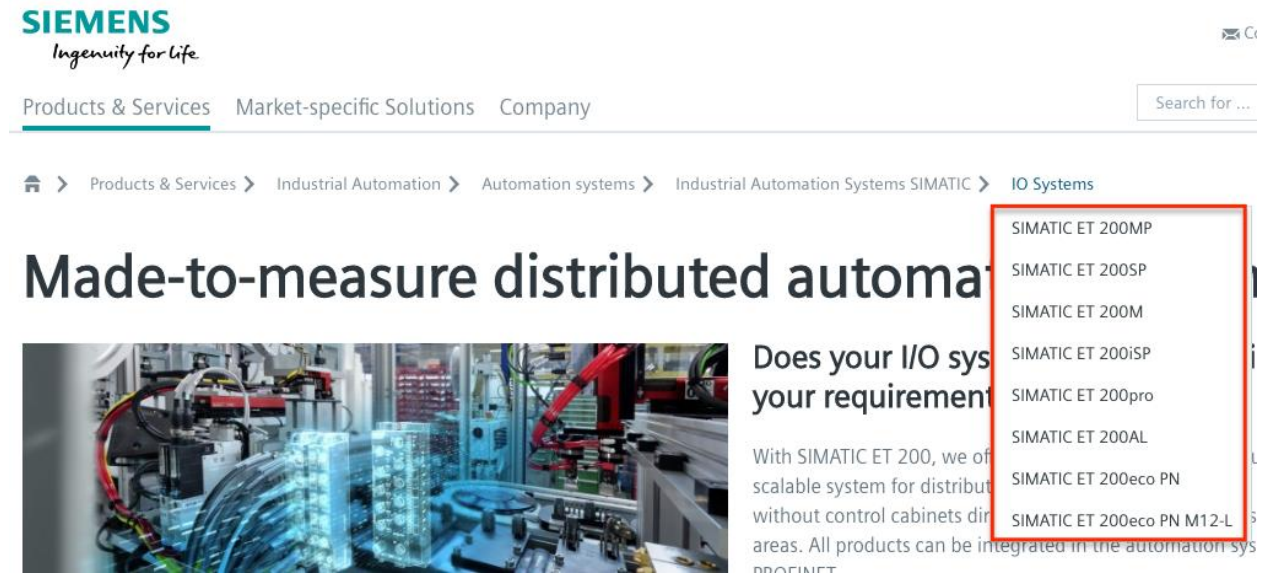 SIEMENS
Ingenuity for life
Co
Products & Services Market-specific Solutions Company
Search for ...
Products & Services Industrial Automation Automation systems Industrial Automation Systems SIMATIC IO Systems
SIMATIC ET 200MP
Made-to-measure distributed automa
SIMATIC ET 200SP
SIMATIC ET 200M
Does your I/O sys
SIMATIC ET 200iSP
your requirement
SIMATIC ET 200pro
SIMATIC ET 200AL
With SIMATIC ET 200, we of
SIMATIC ET 200eco PN
scalable system for distribut
without control cabinets dir
SIMATIC ET 200eco PN M12-L
areas. All products can be integrated in the automation sys
PROFINET